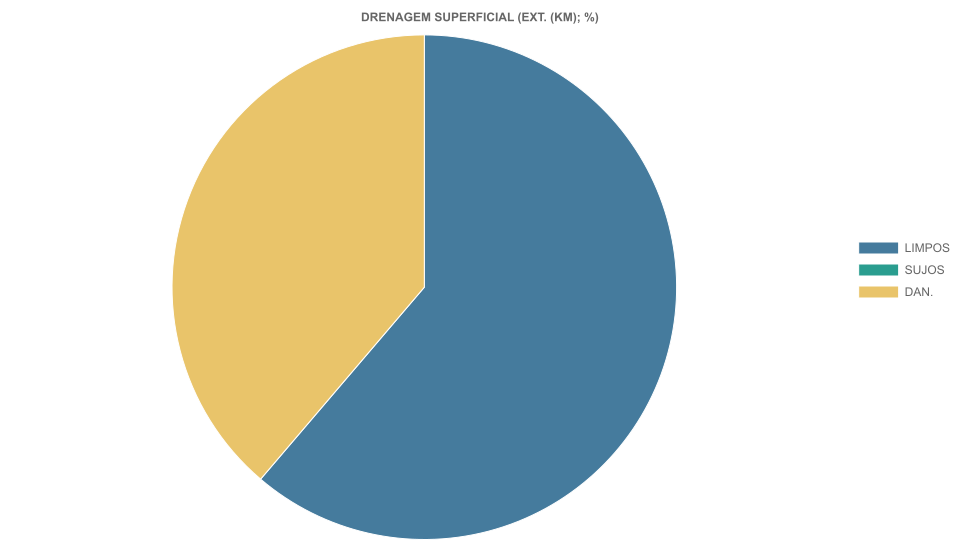 DRENAGEM SUPERFICIAL (EXT. (KM); %)
LIMPOS
SUJOS
DAN.